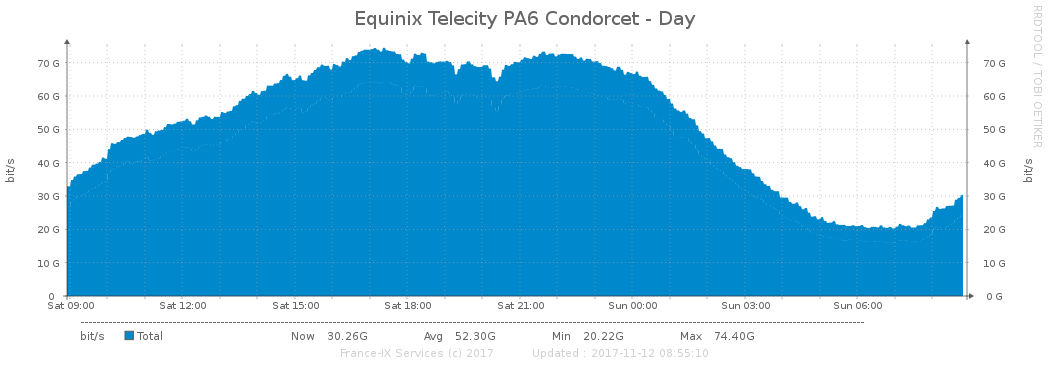 Equinix Telecity PA6 Condorcet - Day
RRDTOOL / TOBI OETIKER
bit/s
70 G
60 G
50 G
40 G
30 G
20 G
10 G
0
70 G
60 G
50 G
40 G
30 G
20 G
10 G
0 G
bit/s
Sat 09:00 Sat 12:00 Sat 15:00 Sat 18:00 Sat 21:00 Sun 00:00 Sun 03:00 Sun 06:00
bit/s Total Now 30.26G Avg 52.30G Min 20.22G Max 74.40G
France-IX Services (c) 2017 Updated : 2017-11-12 08:55:10